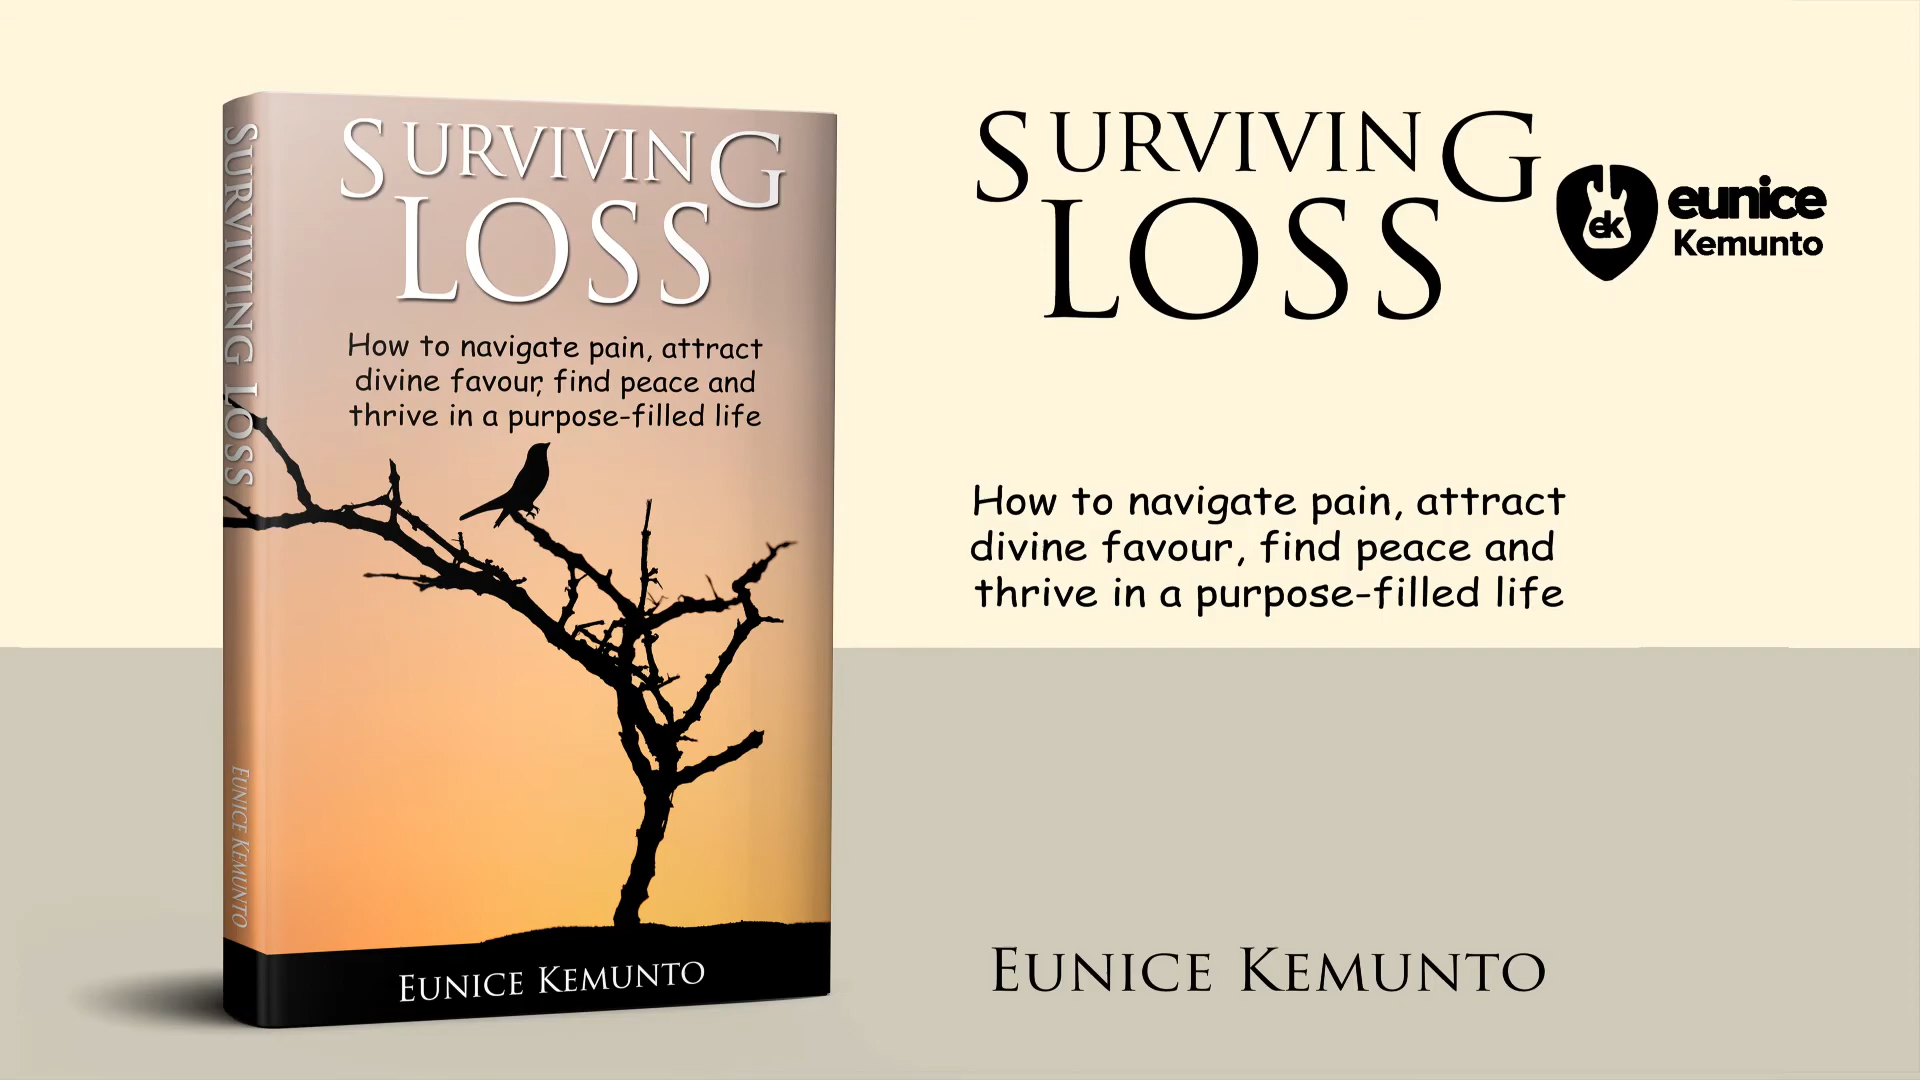 SURVIVING
LOSS
How to navigate pain, attract
divine favour, find peace and
thrive in a purpose-filled life
EUNICE KEMUNTO
SURVIVING LOSS
EUNICE KEMUNTO
SURVIVING
LOSS
ek
eunice
Kemunto
How to navigate pain, attract
divine favour, find peace and
thrive in a purpose-filled life
EUNICE KEMUNTO